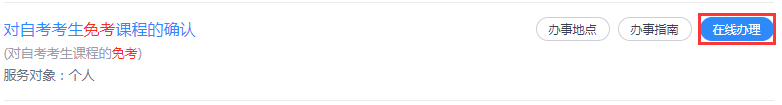 对自考考生免考课程的确认 办事地点 办事指南 在线办理
(对自考考生课程的免考)
服务对象：个人